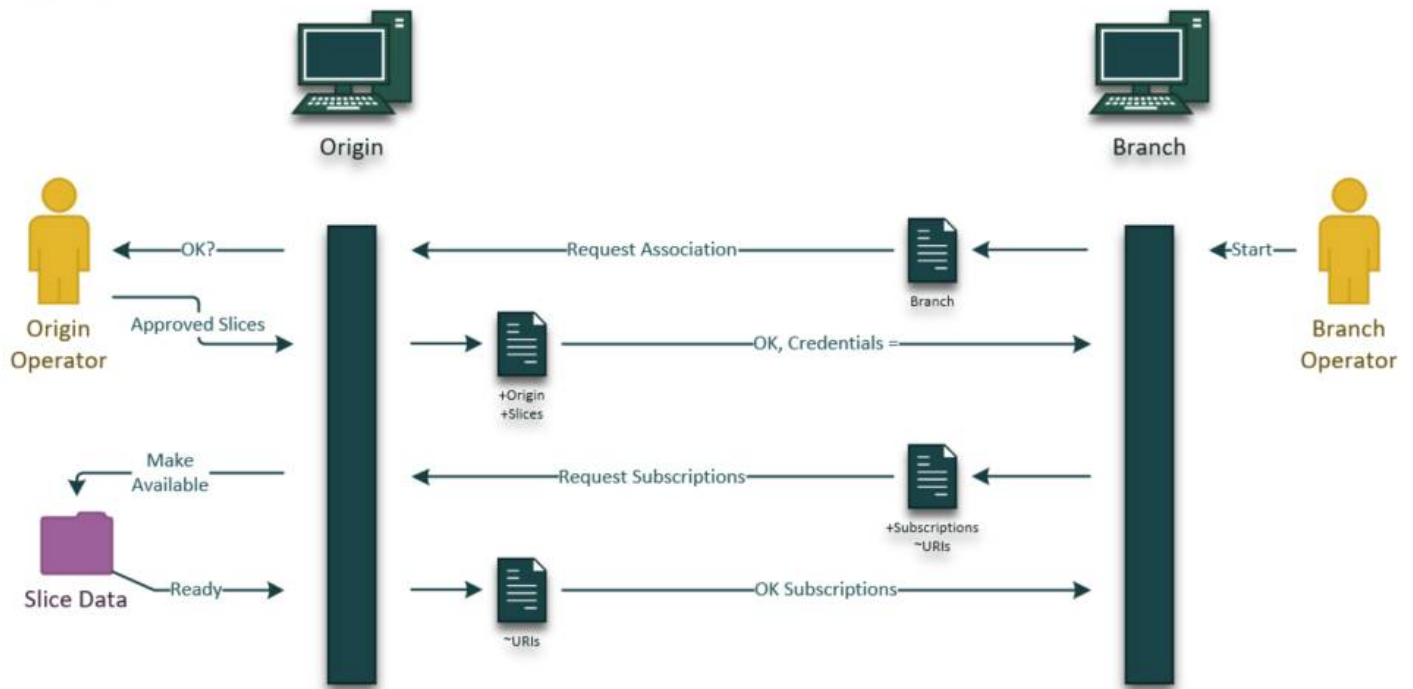 Origin
Branch
OK?
Request Association
Start
Branch
Origin
Operator
Approved Slices
OK, Credentials =
Branch
Operator
+Origin
+Slices
Make
Available
Request Subscriptions
+Subscriptions
~URIs
Slice Data
Ready
OK Subscriptions
~URIs